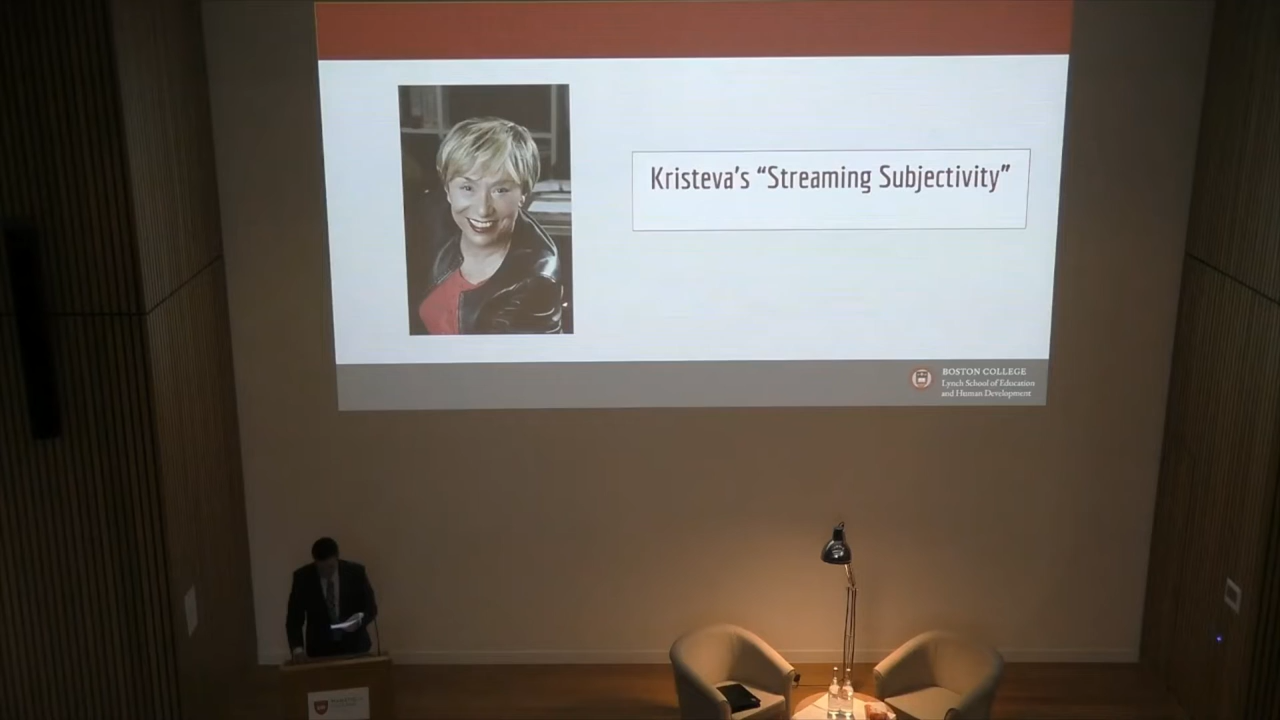 Kristeva's “Streaming Subjectivity”
BOSTON COLLEGE
Lynch School of Education
and Human Development